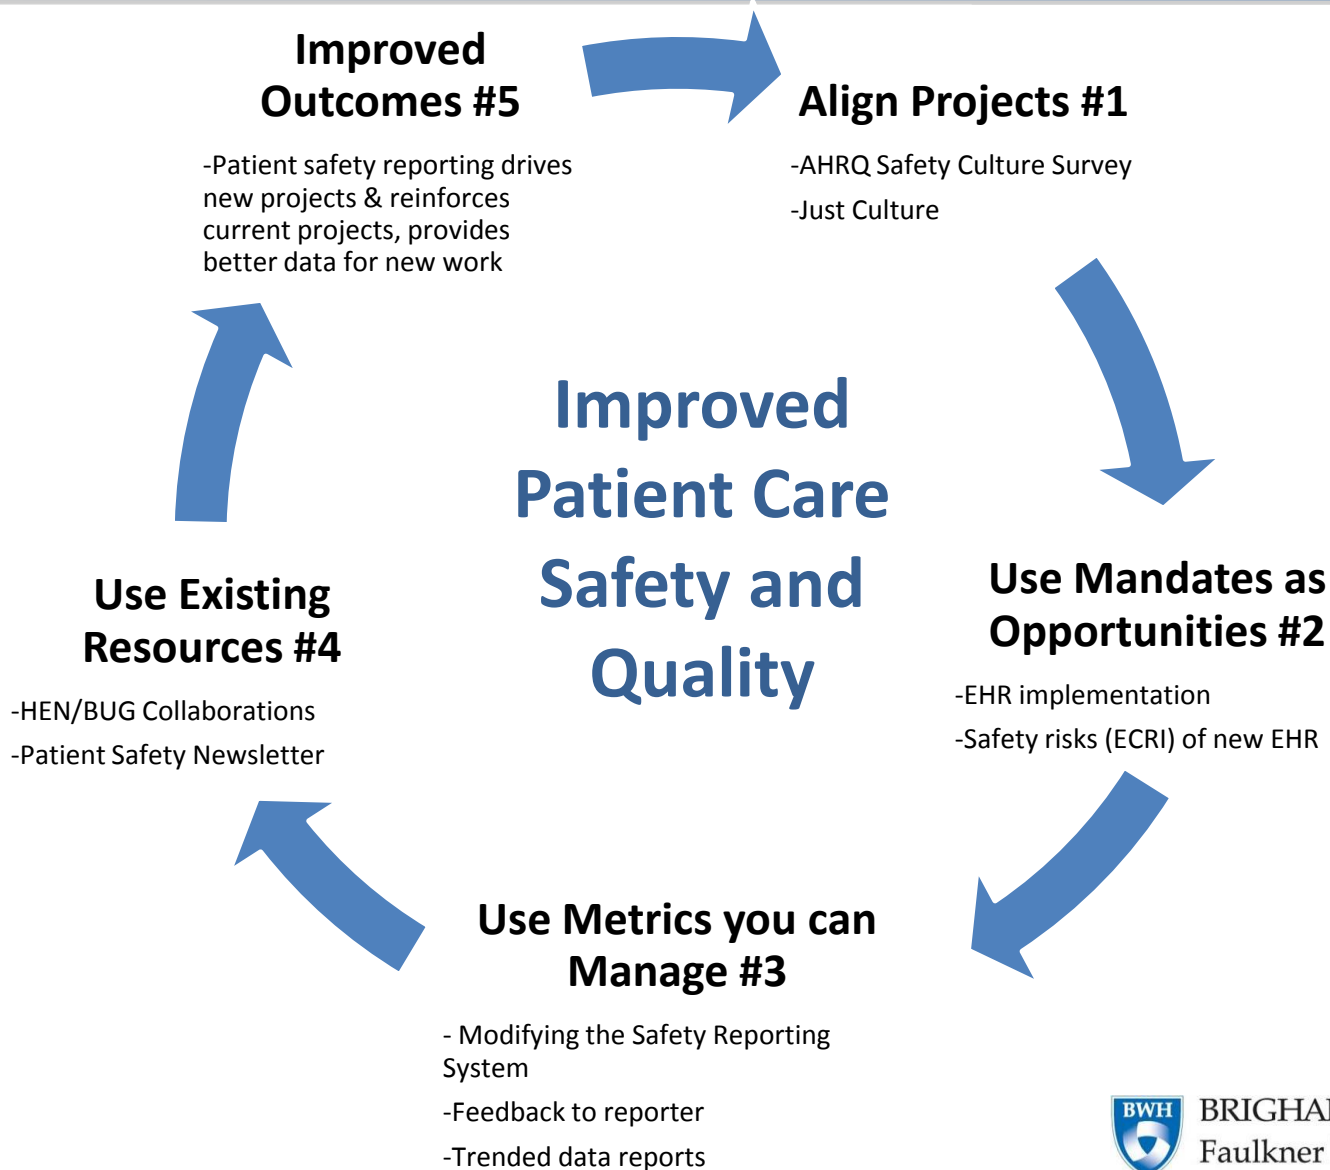 Improved
Outcomes #5
-Patient safety reporting drives
new projects & reinforces
current projects, provides
better data for new work
Align Projects #1
-AHRQ Safety Culture Survey
-Just Culture
Improved
Patient Care
Safety and
Quality
Use Mandates as
Opportunities #2
-EHR implementation
-Safety risks (ECRI) of new EHR
Use Metrics you can
Manage #3
- Modifying the Safety Reporting
System
-Feedback to reporter
-Trended data reports
Use Existing
Resources #4
-HEN/BUG Collaborations
-Patient Safety Newsletter
BWH
Faulkner